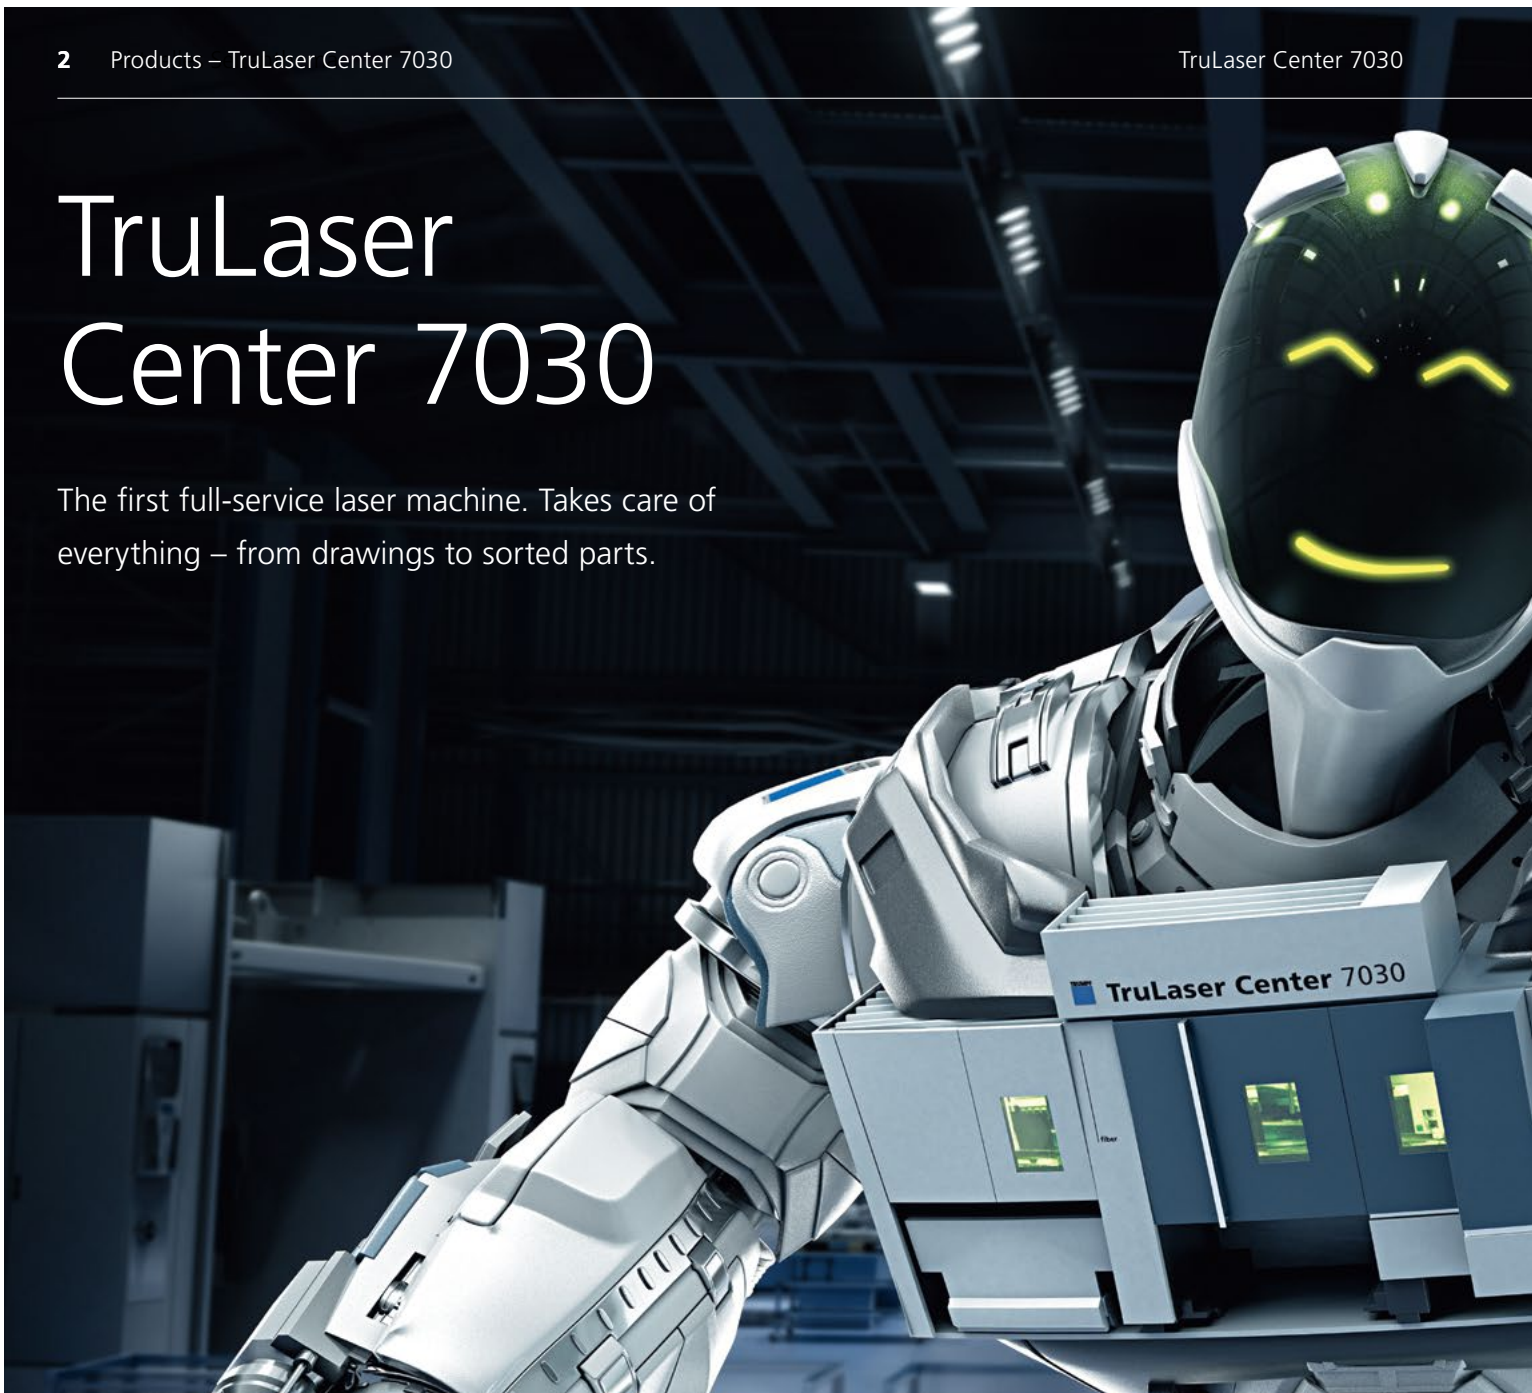 2 Products – TruLaser Center 7030
TruLaser Center 7030
TruLaser
Center 7030
The first full-service laser machine. Takes care of
everything – from drawings to sorted parts.
TRUMPF
TruLaser Center 7030
fiber